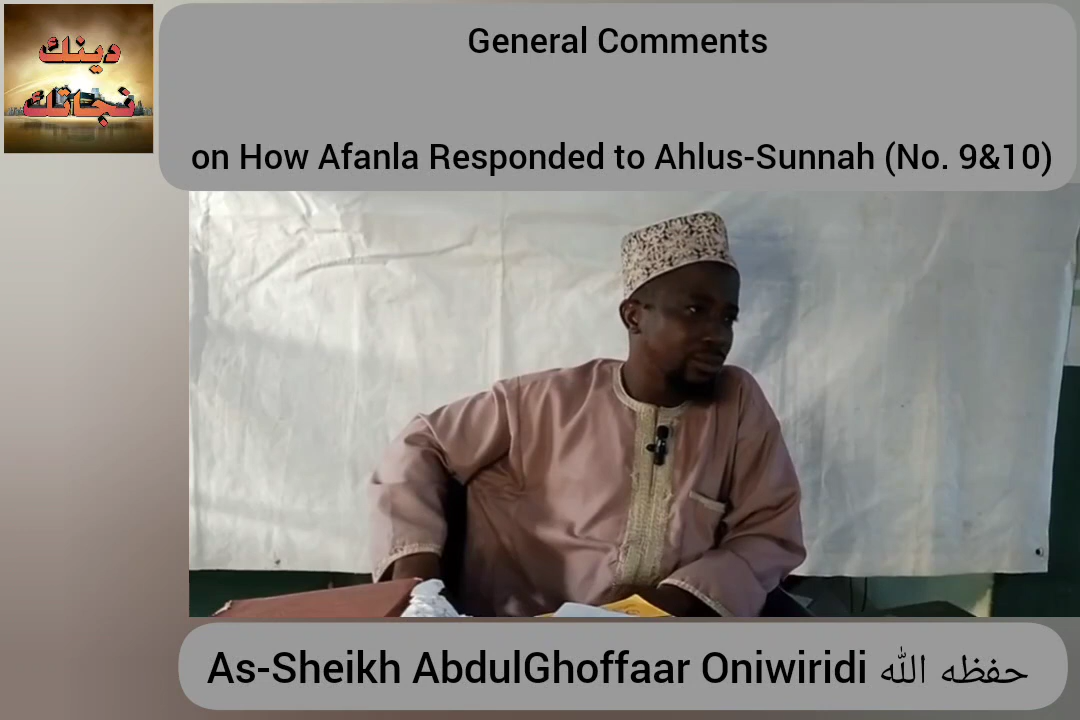 دينك
نجاتك
General Comments
on How Afanla Responded to Ahlus-Sunnah (No. 9&10)
As-Sheikh AbdulGhoffaar Oniwiridi حفظه الله